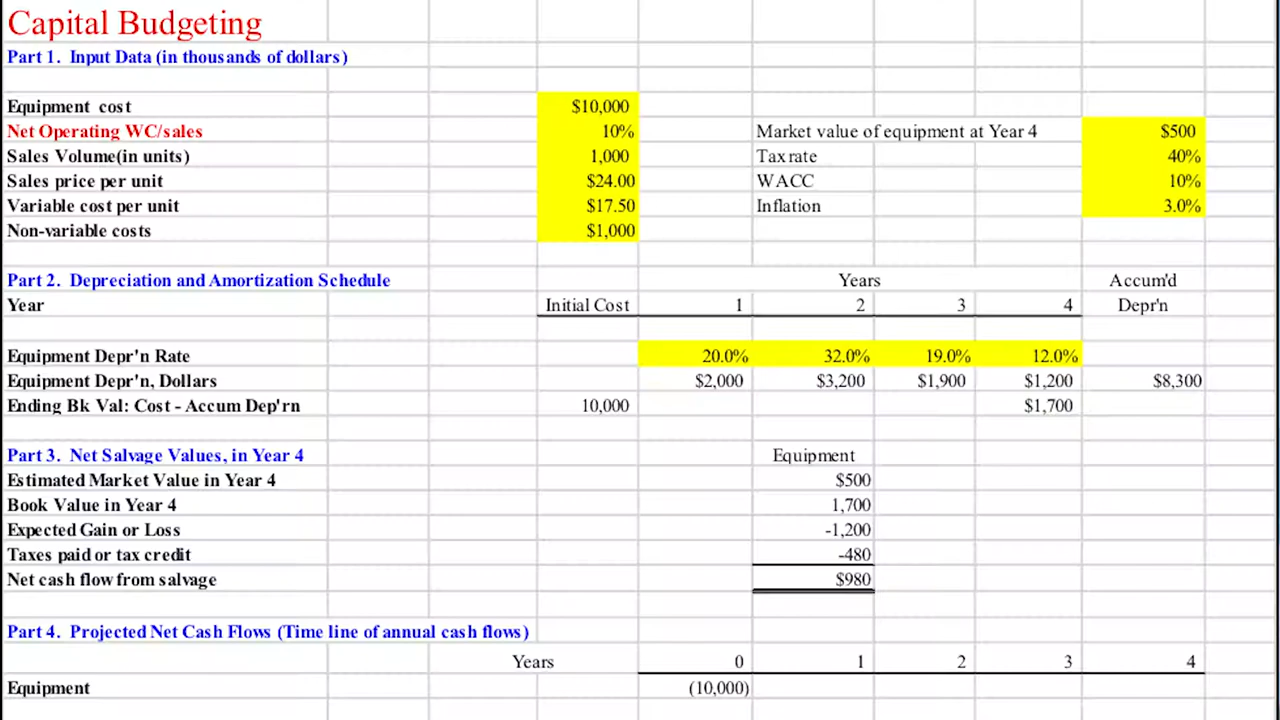 Capital Budgeting
Part 1. Input Data (in thousands of dollars)
Equipment cost $10,000
Net Operating WC/sales 10% Market value of equipment at Year 4 $500
Sales Volume(in units) 1,000 Tax rate 40%
Sales price per unit $24.00 WACC 10%
Variable cost per unit $17.50 Inflation 3.0%
Non-variable costs $1,000
Part 2. Depreciation and Amortization Schedule Years Accum'd
Year Initial Cost 1 2 3 4 Depr'n
Equipment Depr'n Rate 20.0% 32.0% 19.0% 12.0%
Equipment Depr'n, Dollars $2,000 $3,200 $1,900 $1,200 $8,300
Ending Bk Val: Cost - Accum Dep'rn 10,000 $1,700
Part 3. Net Salvage Values, in Year 4 Equipment
Estimated Market Value in Year 4 $500
Book Value in Year 4 1,700
Expected Gain or Loss -1,200
Taxes paid or tax credit -480
Net cash flow from salvage $980
Part 4. Projected Net Cash Flows (Time line of annual cash flows)
Years 0 1 2 3 4
Equipment (10,000)